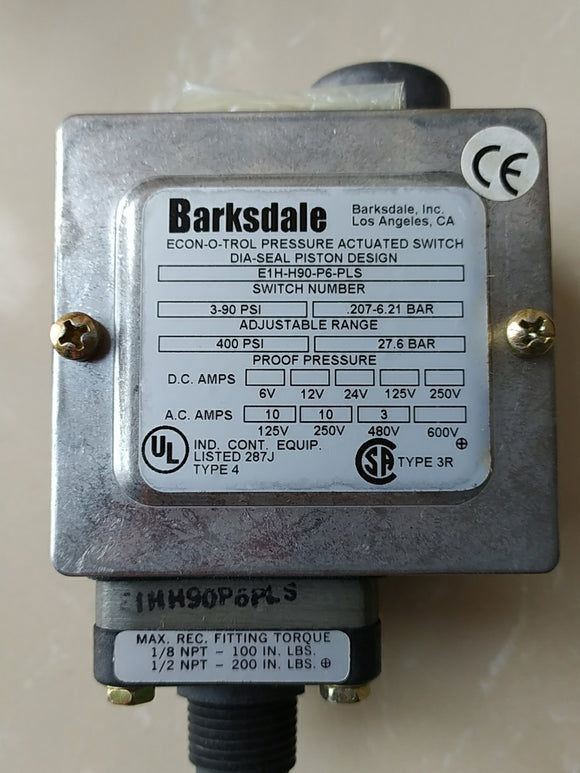 CE
Barksdale
Barksdale, Inc.
Los Angeles, CA
ECON-O-TROL PRESSURE ACTUATED SWITCH
DIA-SEAL PISTON DESIGN
E1H-H90-P6-PLS
SWITCH NUMBER
3-90 PSI .207-6.21 BAR
ADJUSTABLE RANGE
400 PSI 27.6 BAR
PROOF PRESSURE
D.C. AMPS
6V 12V 24V 125V 250V
A.C. AMPS 10 10 3
125V 250V 480V 600V
UL IND. CONT. EQUIP.
LISTED 287J
TYPE 4
CSA TYPE 3R
E1HH90P6PLS
MAX. REC. FITTING TORQUE
1/8 NPT - 100 IN. LBS.
1/2 NPT - 200 IN. LBS. ⊕